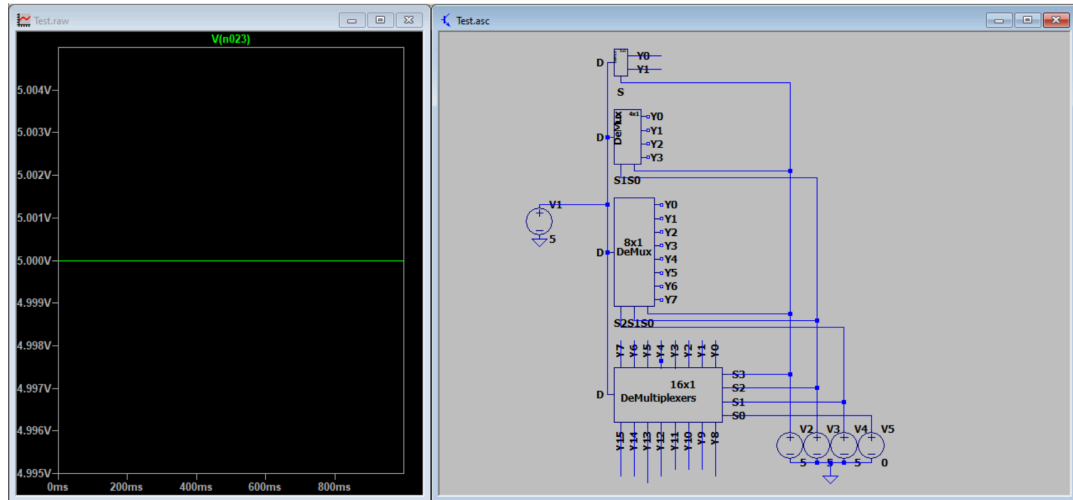 Test.raw
V(n023)
5.004V
5.003V
5.002V
5.001V
5.000V
4.999V
4.998V
4.997V
4.996V
4.995V
0ms 200ms 400ms 600ms 800ms
Test.asc
D Y0
Y1
S
4x1
DeMux
D Y0
Y1
Y2
Y3
S1S0
V1
5
8x1
DeMux
D Y0
Y1
Y2
Y3
Y4
Y5
Y6
Y7
S2S1S0
Y7 Y6 Y5 Y4 Y3 Y2 Y1 Y0
16x1
DeMultiplexers
D S3
S2
S1
S0
Y15 Y14 Y13 Y12 Y11 Y10 Y9 Y8
V2 V3 V4 V5
5 5 5 0